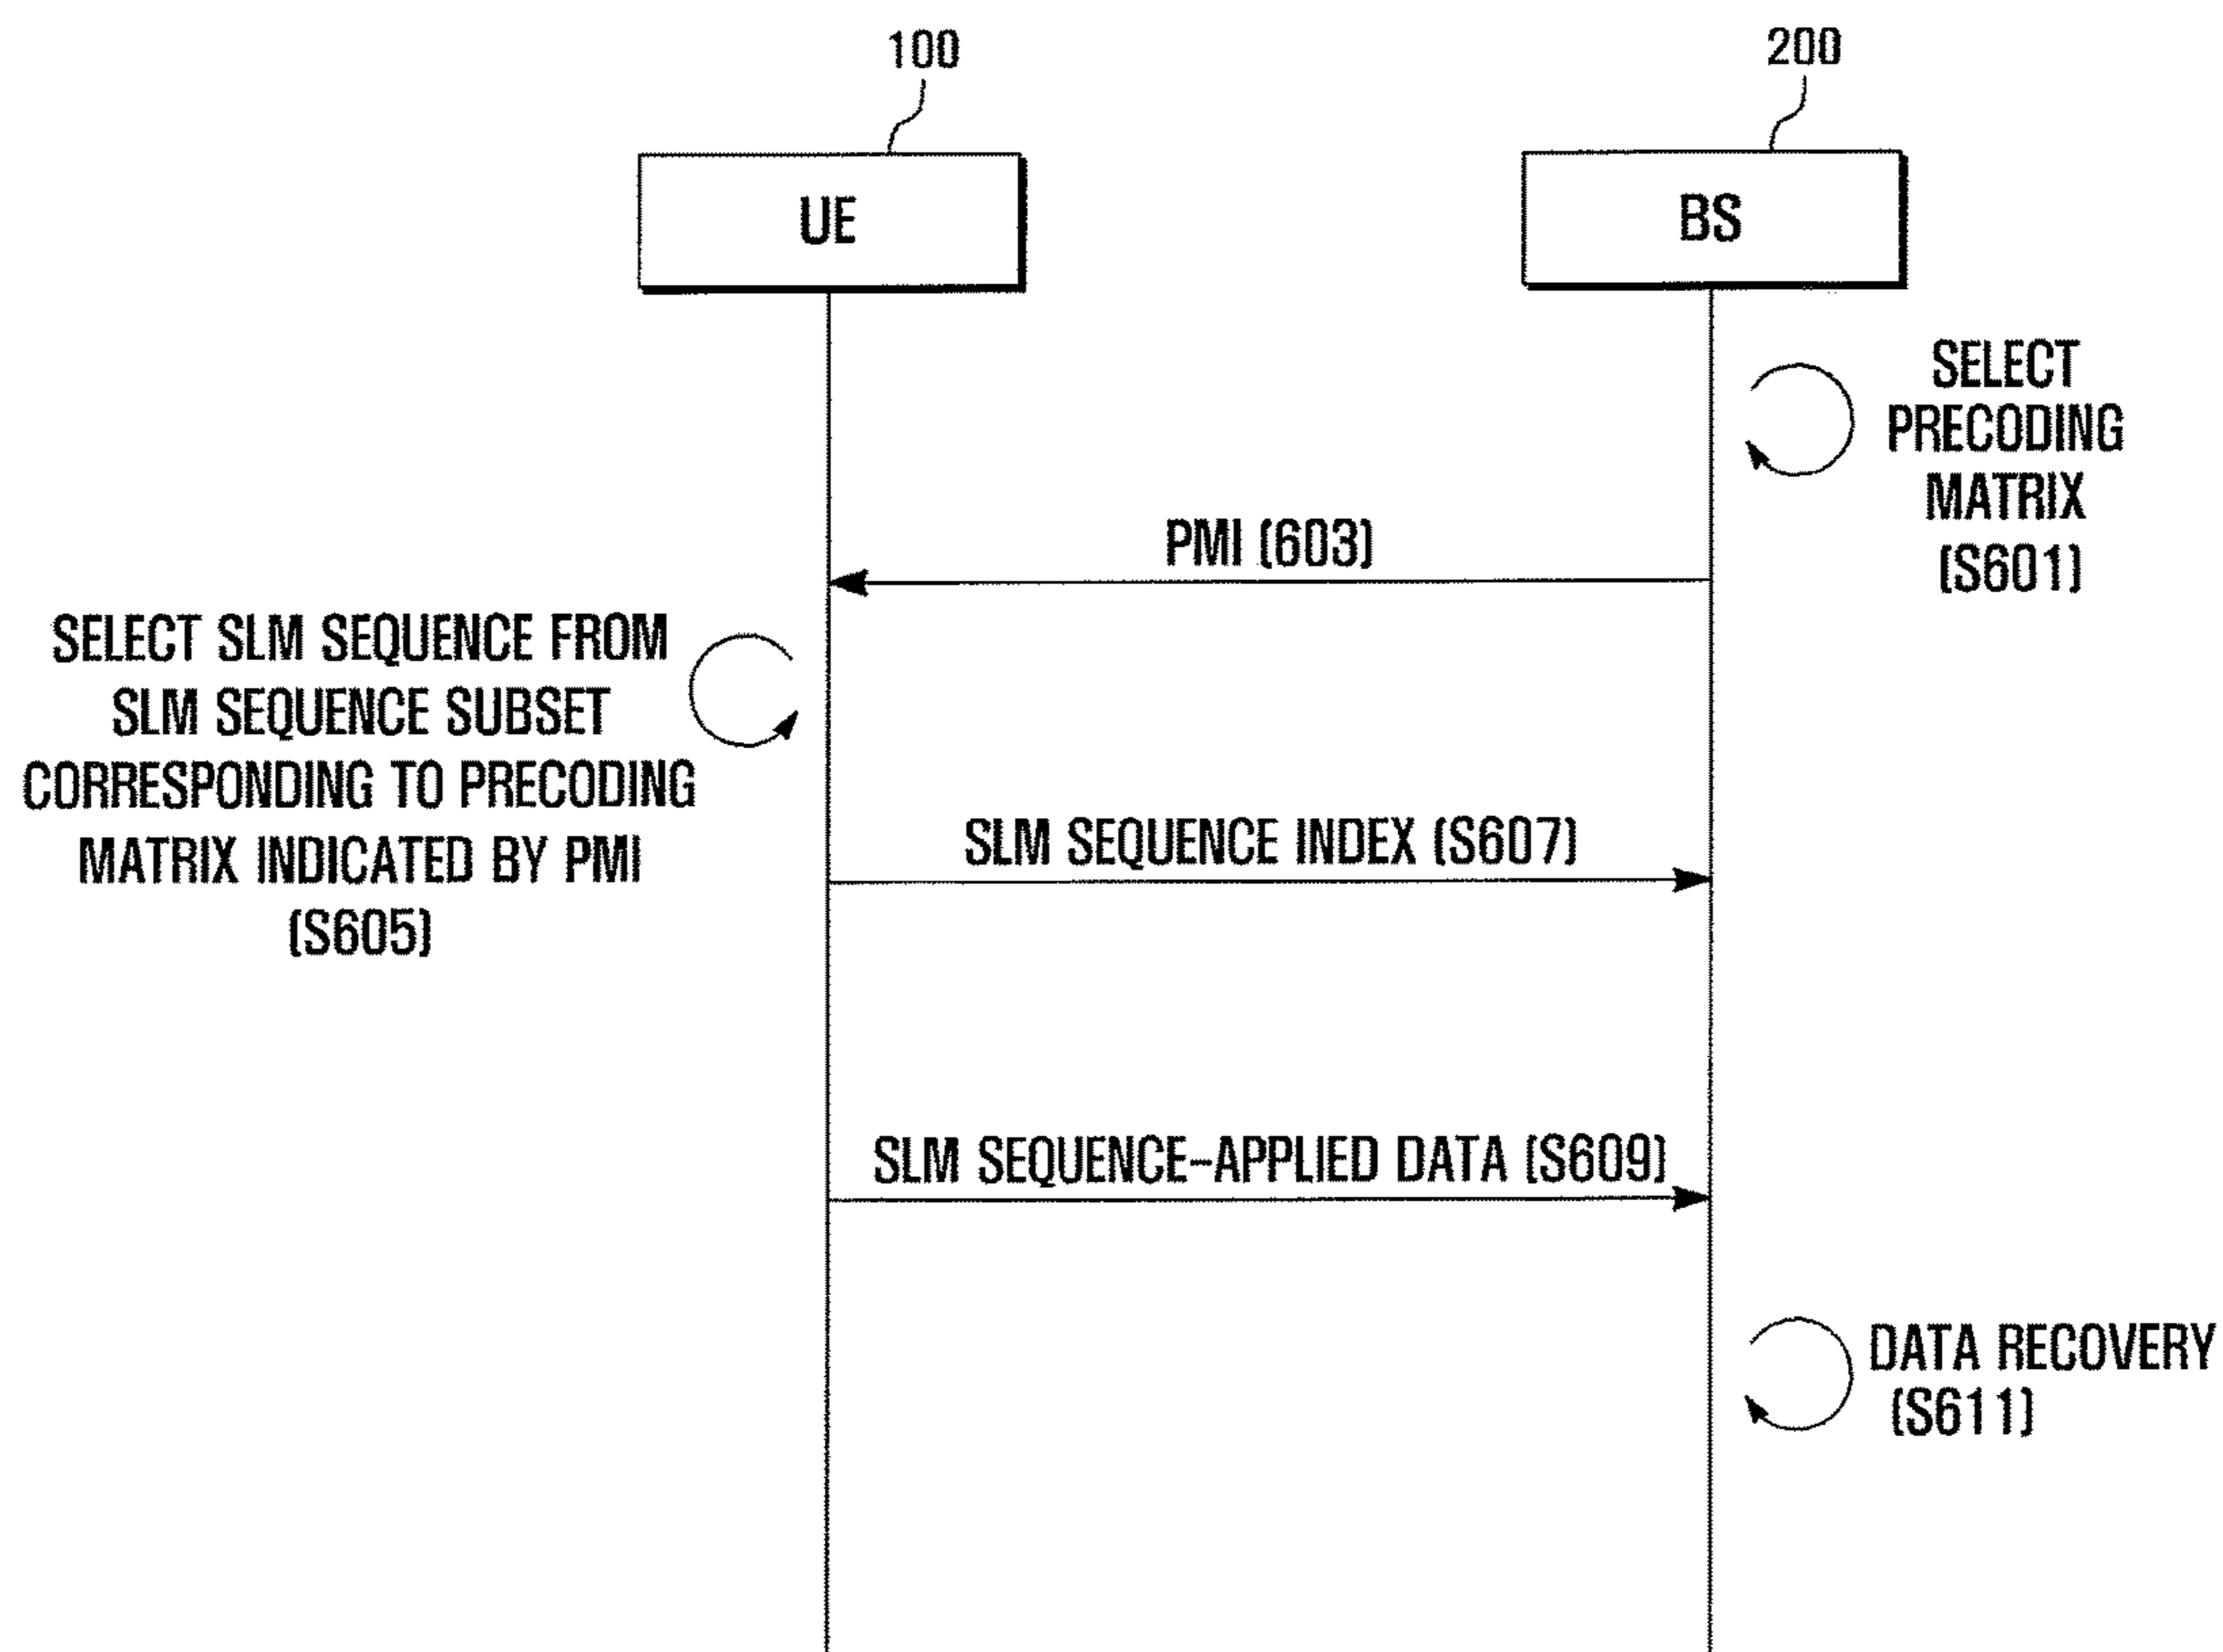 100
200
UE
BS
SELECT
PRECODING
MATRIX
(S601)
PMI (603)
SELECT SLM SEQUENCE FROM
SLM SEQUENCE SUBSET
CORRESPONDING TO PRECODING
MATRIX INDICATED BY PMI
(S605)
SLM SEQUENCE INDEX (S607)
SLM SEQUENCE-APPLIED DATA (S609)
DATA RECOVERY
(S611)